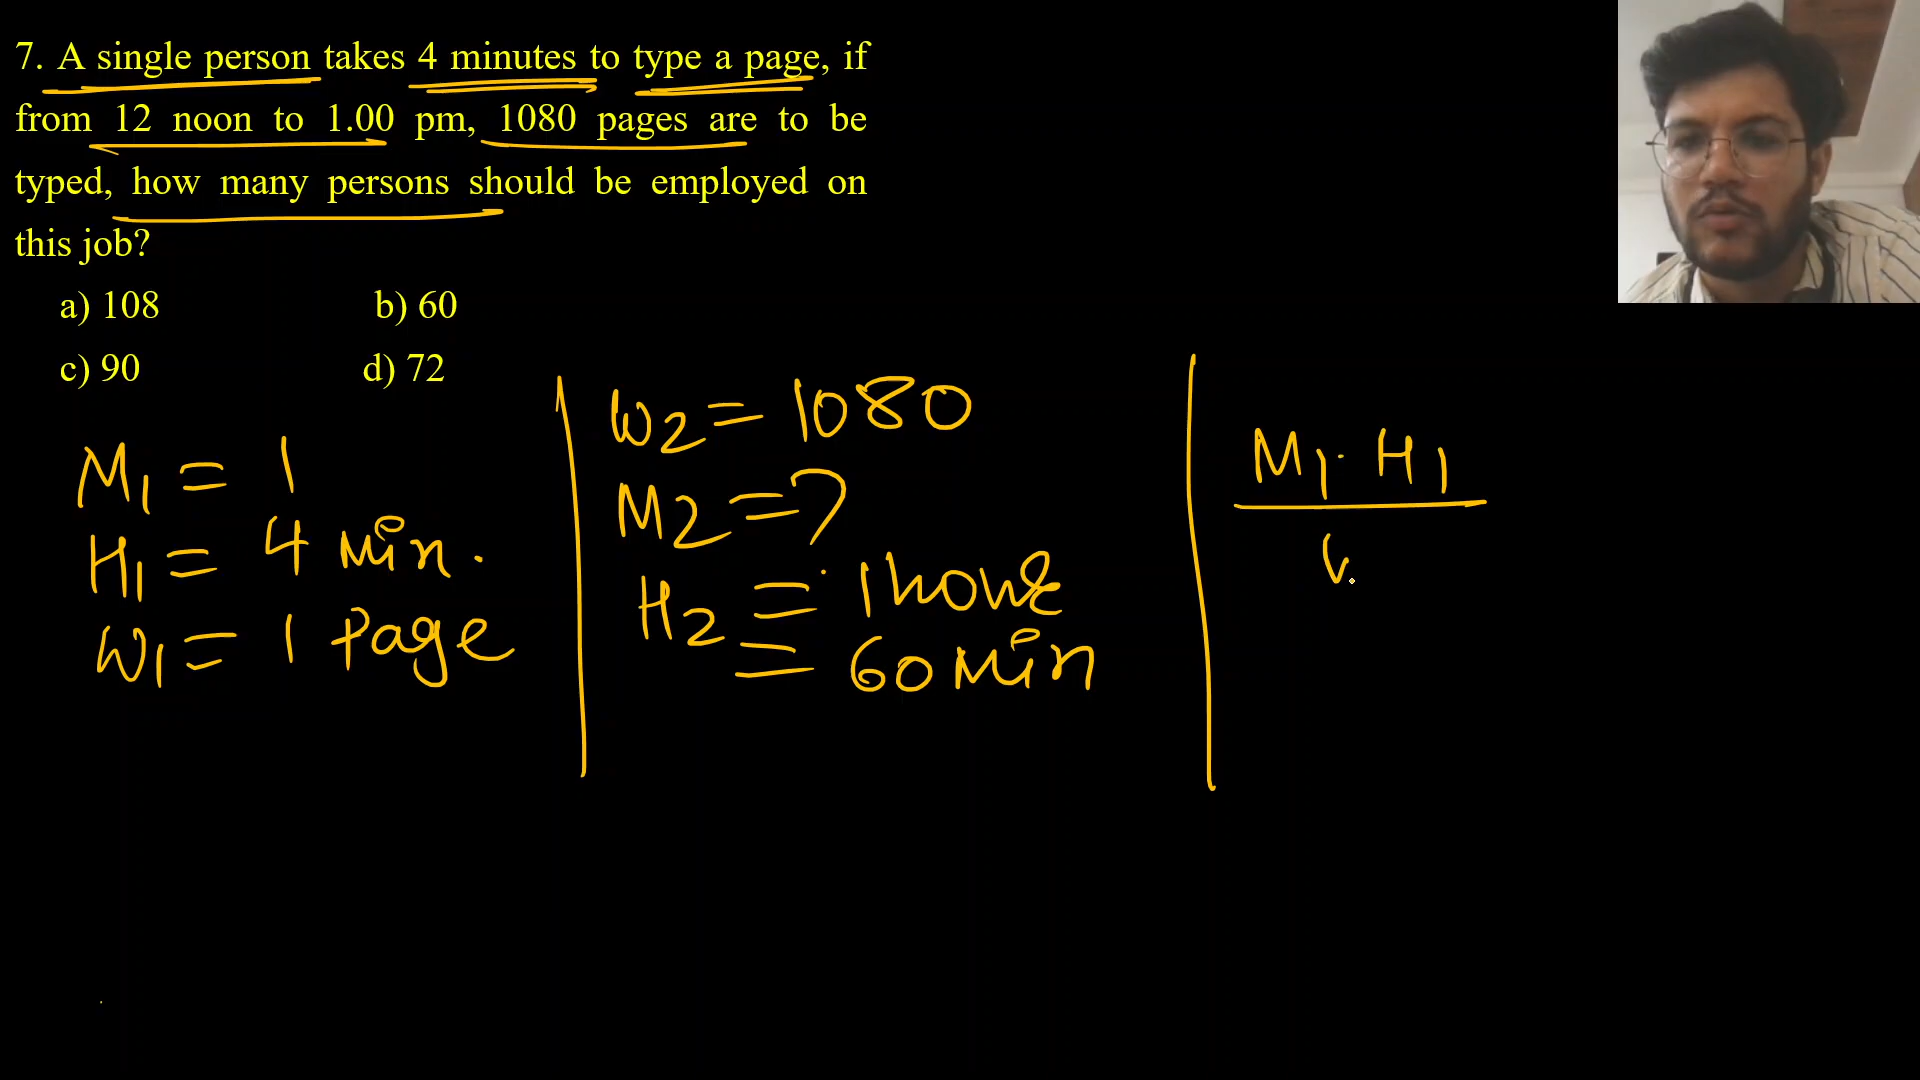 7. A single person takes 4 minutes to type a page, if
from 12 noon to 1.00 pm, 1080 pages are to be
typed, how many persons should be employed on
this job?
a) 108 b) 60
c) 90 d) 72
M1 = 1
H1 = 4 Min.
W1 = 1 Page
W2 = 1080
M2 = ?
H2 = 1 hour
= 60 Min
M1 . H1